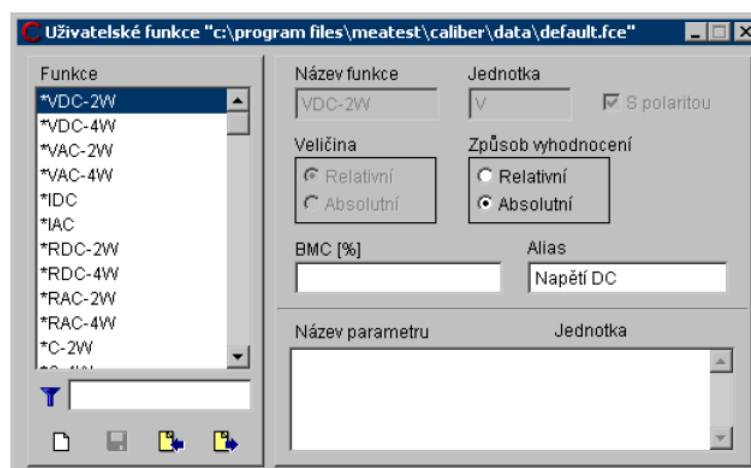 Uživatelské funkce "c:\program files\meatest\caliber\data\default.fce"
Funkce
*VDC-2W
*VDC-4W
*VAC-2W
*VAC-4W
*IDC
*IAC
*RDC-2W
*RDC-4W
*RAC-2W
*RAC-4W
*C-2W
Název funkce Jednotka
VDC-2W V S polaritou
Veličina Způsob vyhodnocení
Relativní Relativní
Absolutní Absolutní
BMC [%] Alias
Napětí DC
Název parametru Jednotka